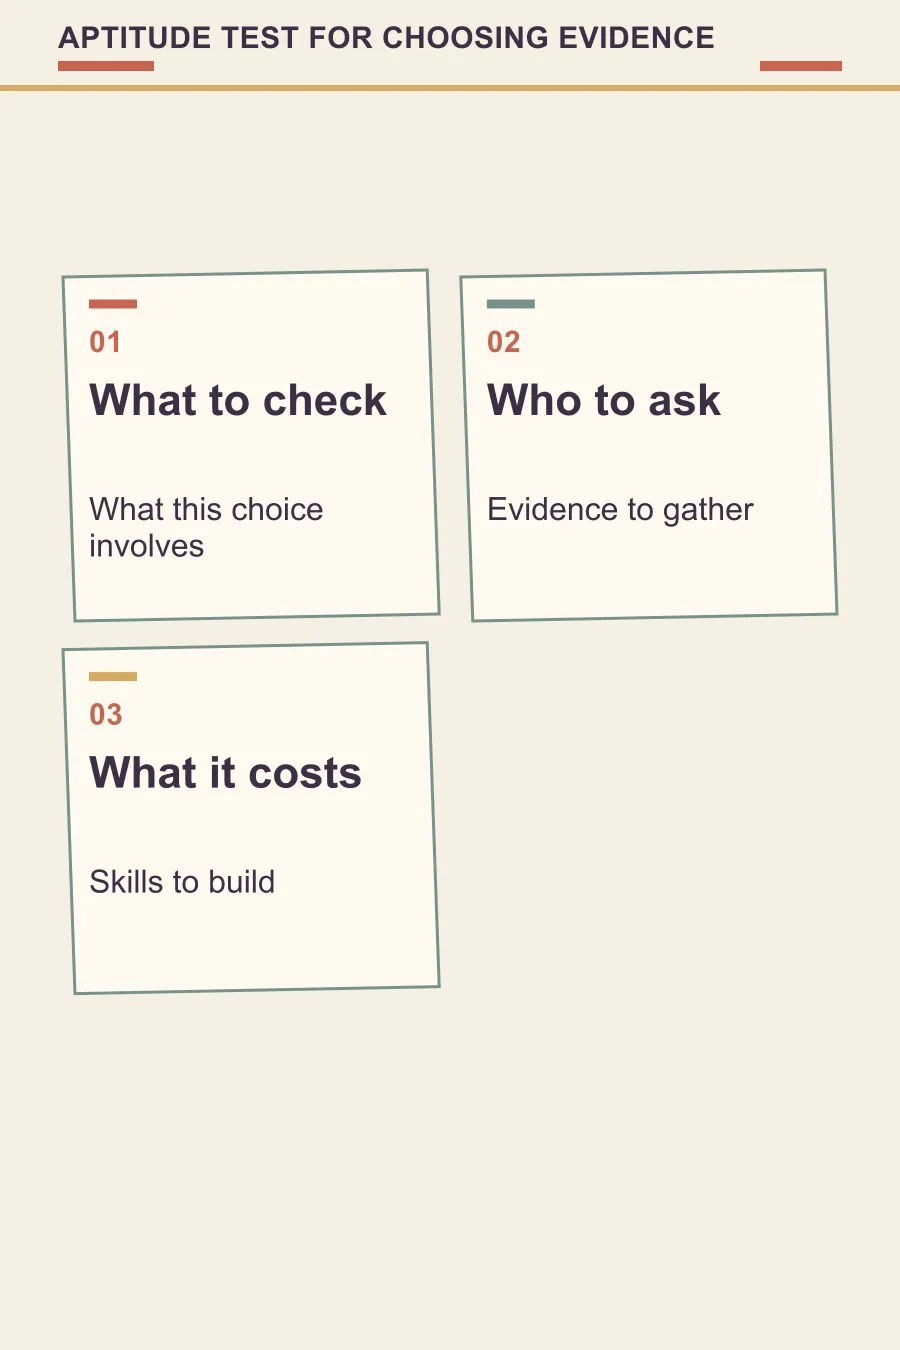 APTITUDE TEST FOR CHOOSING EVIDENCE
01
What to check
What this choice
involves
02
Who to ask
Evidence to gather
03
What it costs
Skills to build